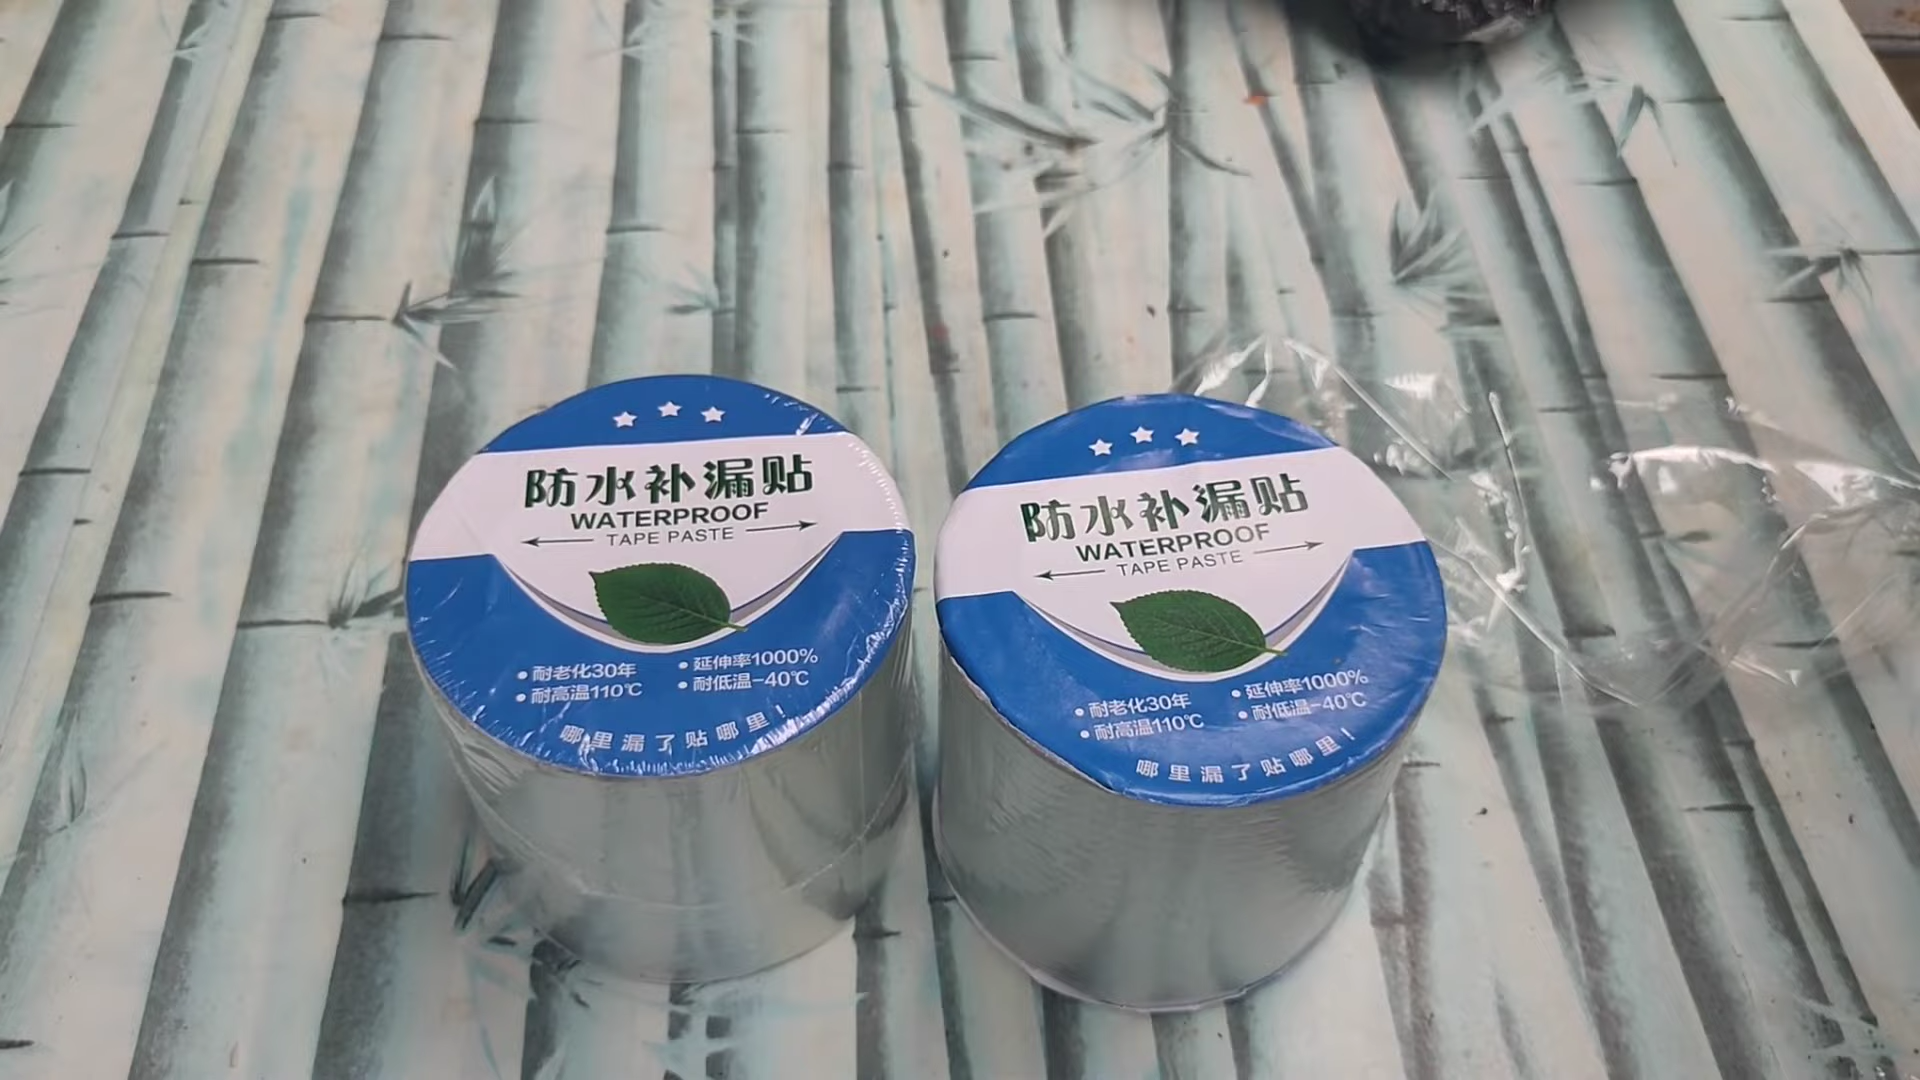 防水补漏贴
WATERPROOF
TAPE PASTE
耐老化30年
延伸率1000%
耐高温110℃
耐低温-40℃
哪里漏了贴哪里!
防水补漏贴
WATERPROOF
TAPE PASTE
耐老化30年
延伸率1000%
耐高温110℃
耐低温-40℃
哪里漏了贴哪里!